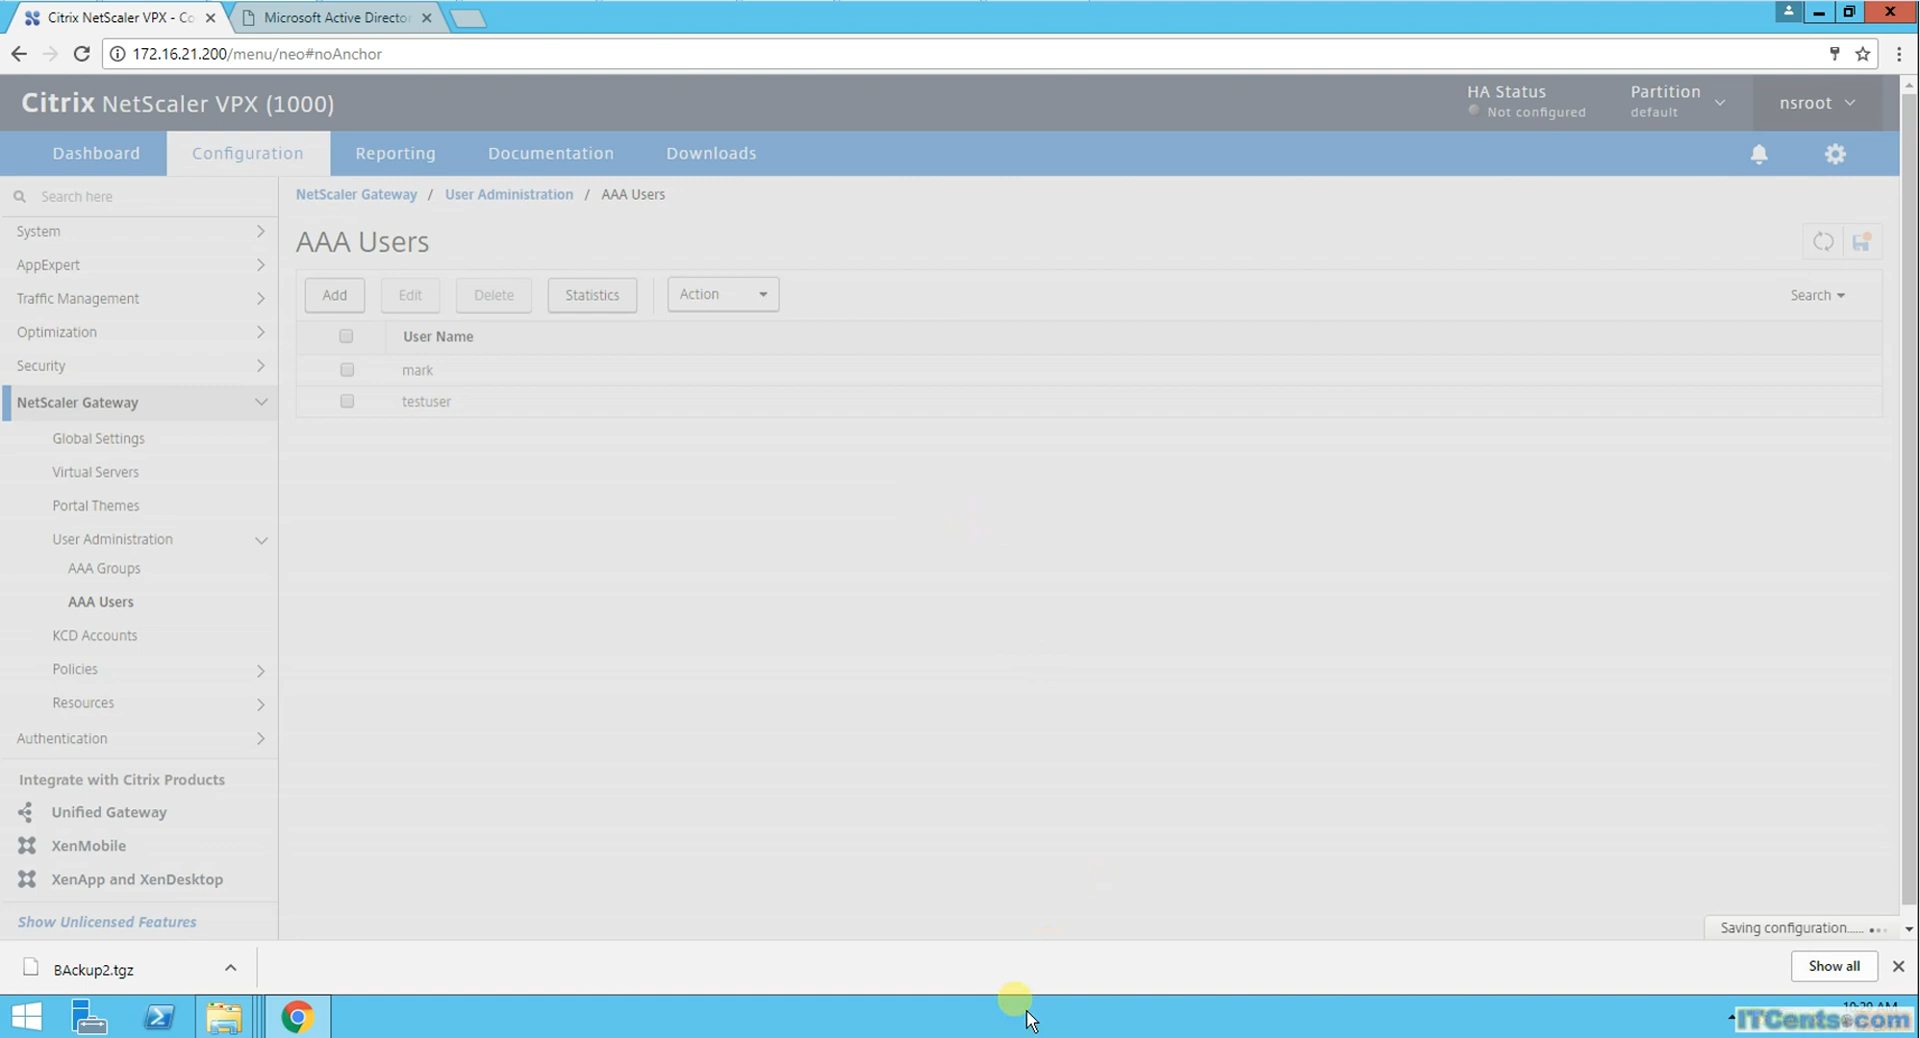 Citrix NetScaler VPX - Co
Microsoft Active Director
172.16.21.200/menu/neo#noAnchor
Citrix NetScaler VPX (1000)
HA Status
Not configured
Partition
default
nsroot
Dashboard
Configuration
Reporting
Documentation
Downloads
Search here
NetScaler Gateway / User Administration / AAA Users
System
AppExpert
Traffic Management
Optimization
Security
NetScaler Gateway
Global Settings
Virtual Servers
Portal Themes
User Administration
AAA Groups
AAA Users
KCD Accounts
Policies
Resources
Authentication
Integrate with Citrix Products
Unified Gateway
XenMobile
XenApp and XenDesktop
Show Unlicensed Features
AAA Users
Add
Edit
Delete
Statistics
Action
Search
User Name
mark
testuser
Saving configuration......
BAckup2.tgz
Show all
ITCents.com